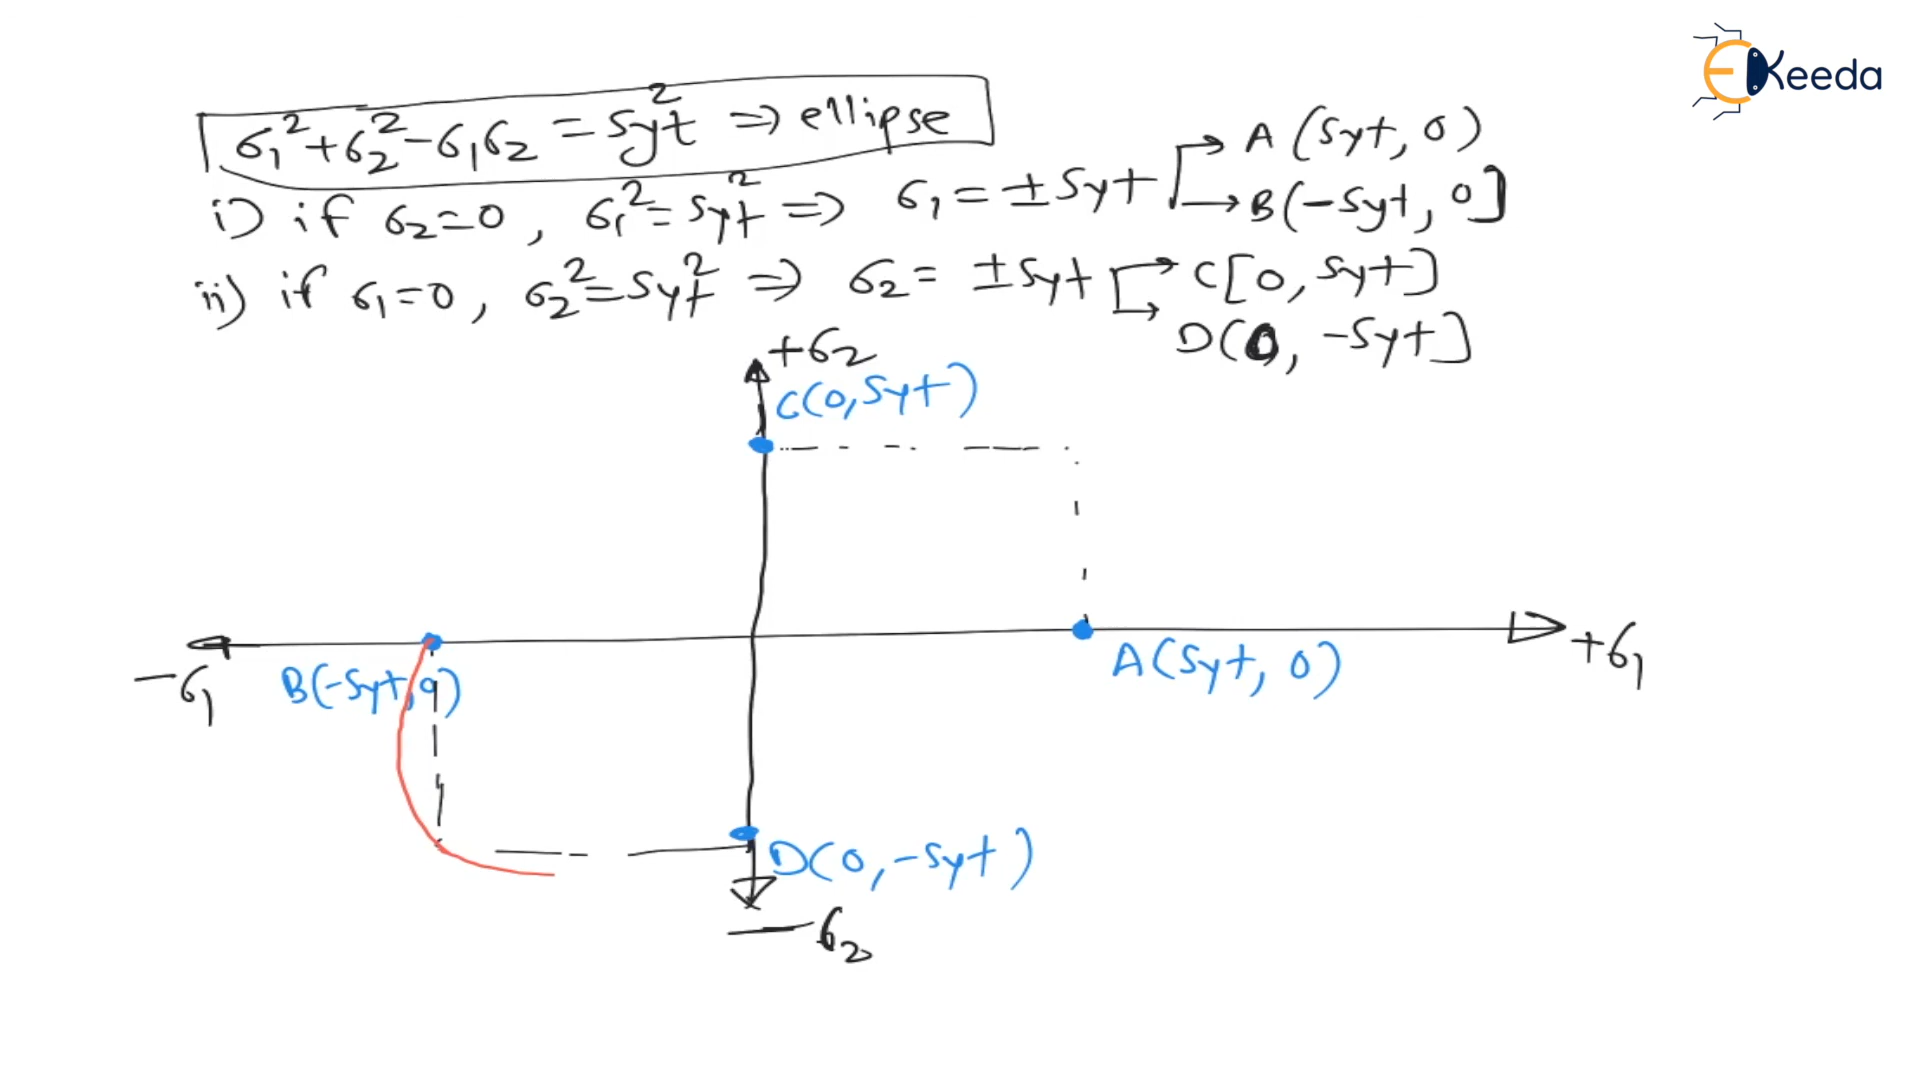 EKeeda
σ₁² + σ₂² - σ₁σ₂ = Syt² ⇒ ellipse
i) if σ₂=0, σ₁² = Syt² ⇒ σ₁ = ± Syt → A (Syt, 0)
→ B(-Syt, 0]
ii) if σ₁=0, σ₂² = Syt² ⇒ σ₂ = ± Syt → C[0, Syt]
→ D(0, -Syt]
+σ₂
C(0, Syt)
+σ₁
A(Syt, 0)
-σ₁
B(-Syt, 0)
D(0, -Syt)
-σ₂